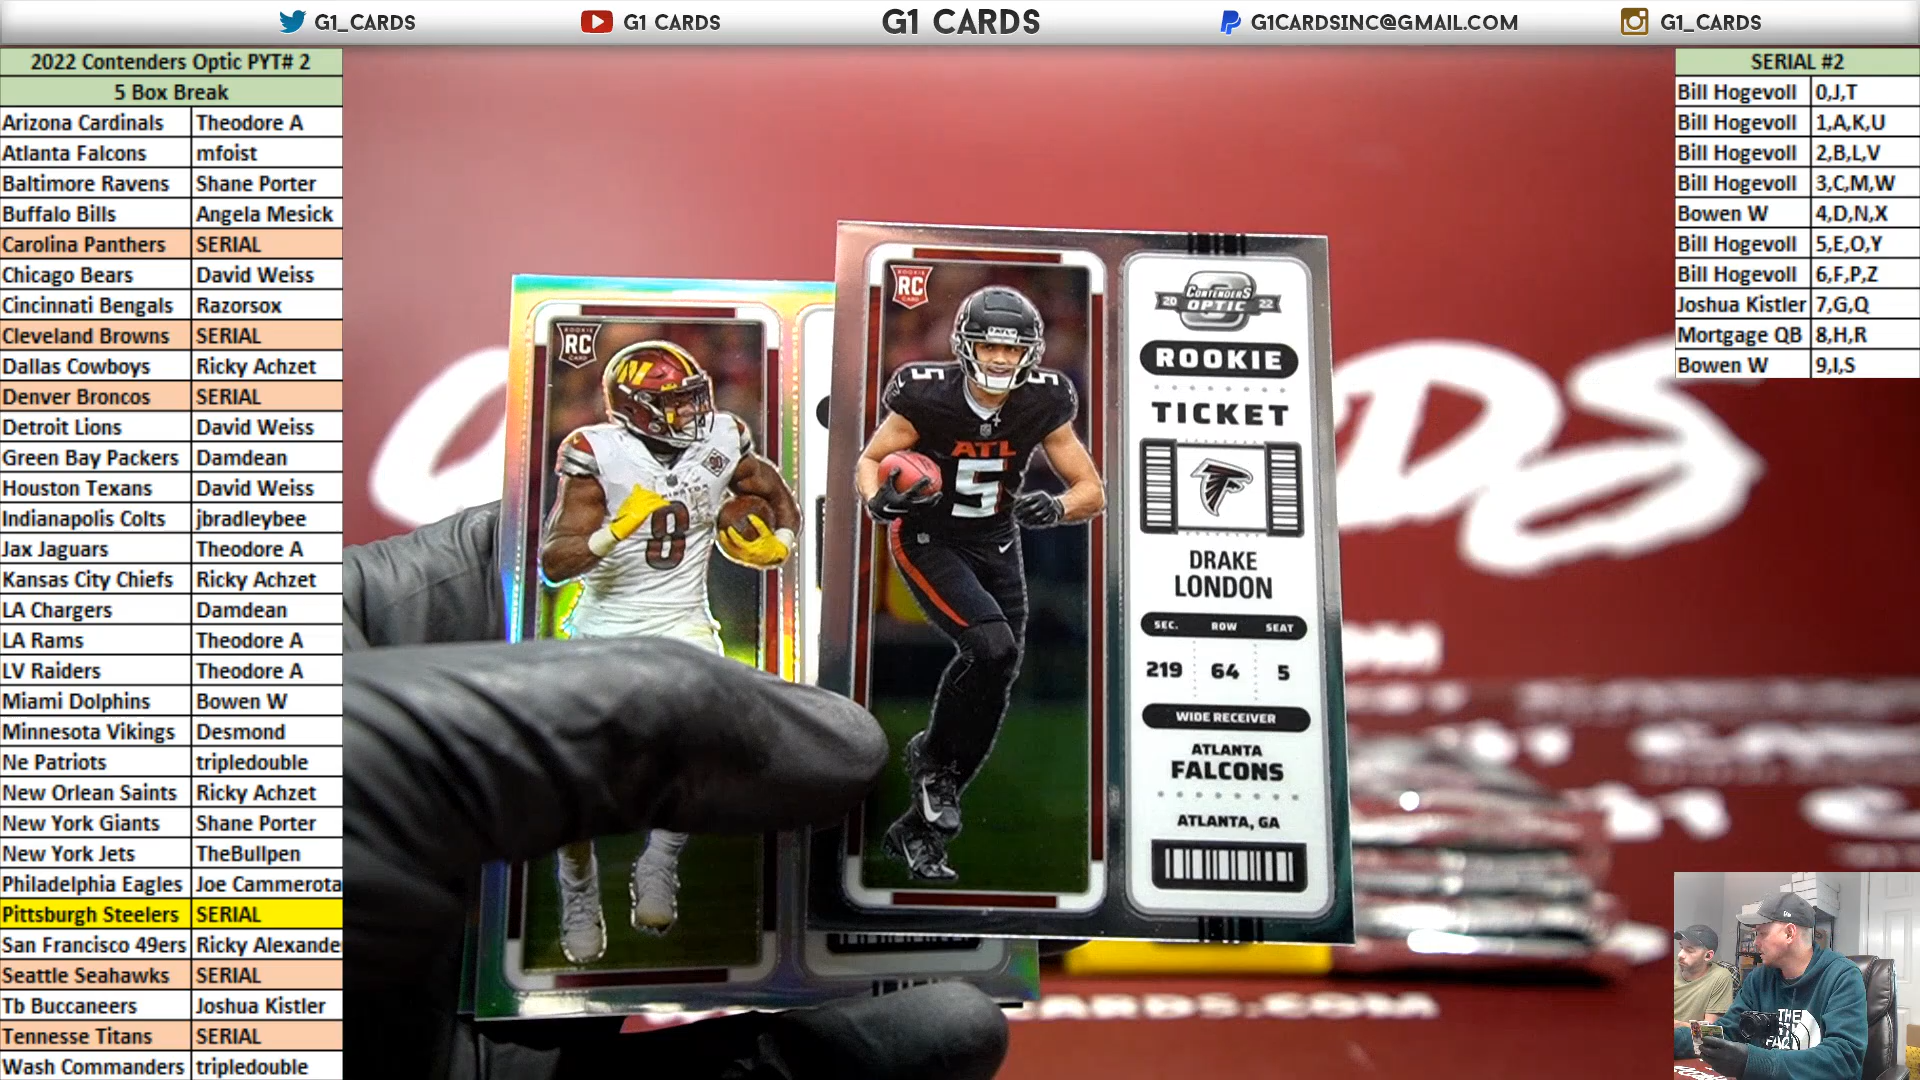 G1_CARDS
G1 CARDS
G1 CARDS
G1CARDSINC@GMAIL.COM
G1_CARDS
2022 Contenders Optic PYT# 2
5 Box Break
Arizona Cardinals Theodore A
Atlanta Falcons mfoist
Baltimore Ravens Shane Porter
Buffalo Bills Angela Mesick
Carolina Panthers SERIAL
Chicago Bears David Weiss
Cincinnati Bengals Razorsox
Cleveland Browns SERIAL
Dallas Cowboys Ricky Achzet
Denver Broncos SERIAL
Detroit Lions David Weiss
Green Bay Packers Damdean
Houston Texans David Weiss
Indianapolis Colts jbradleybee
Jax Jaguars Theodore A
Kansas City Chiefs Ricky Achzet
LA Chargers Damdean
LA Rams Theodore A
LV Raiders Theodore A
Miami Dolphins Bowen W
Minnesota Vikings Desmond
Ne Patriots tripledouble
New Orlean Saints Ricky Achzet
New York Giants Shane Porter
New York Jets TheBullpen
Philadelphia Eagles Joe Cammerota
Pittsburgh Steelers SERIAL
San Francisco 49ers Ricky Alexande
Seattle Seahawks SERIAL
Tb Buccaneers Joshua Kistler
Tennesse Titans SERIAL
Wash Commanders tripledouble
SERIAL #2
Bill Hogevoll 0,J,T
Bill Hogevoll 1,A,K,U
Bill Hogevoll 2,B,L,V
Bill Hogevoll 3,C,M,W
Bowen W 4,D,N,X
Bill Hogevoll 5,E,O,Y
Bill Hogevoll 6,F,P,Z
Joshua Kistler 7,G,Q
Mortgage QB 8,H,R
Bowen W 9,I,S
ROOKIE
RC
CARD
8
ROOKIE
RC
CARD
5
5
ATL
5
20 CONTENDERS 22
OPTIC
ROOKIE
TICKET
DRAKE
LONDON
SEC. ROW SEAT
219 64 5
WIDE RECEIVER
ATLANTA
FALCONS
ATLANTA, GA
CARDS.COM
THE